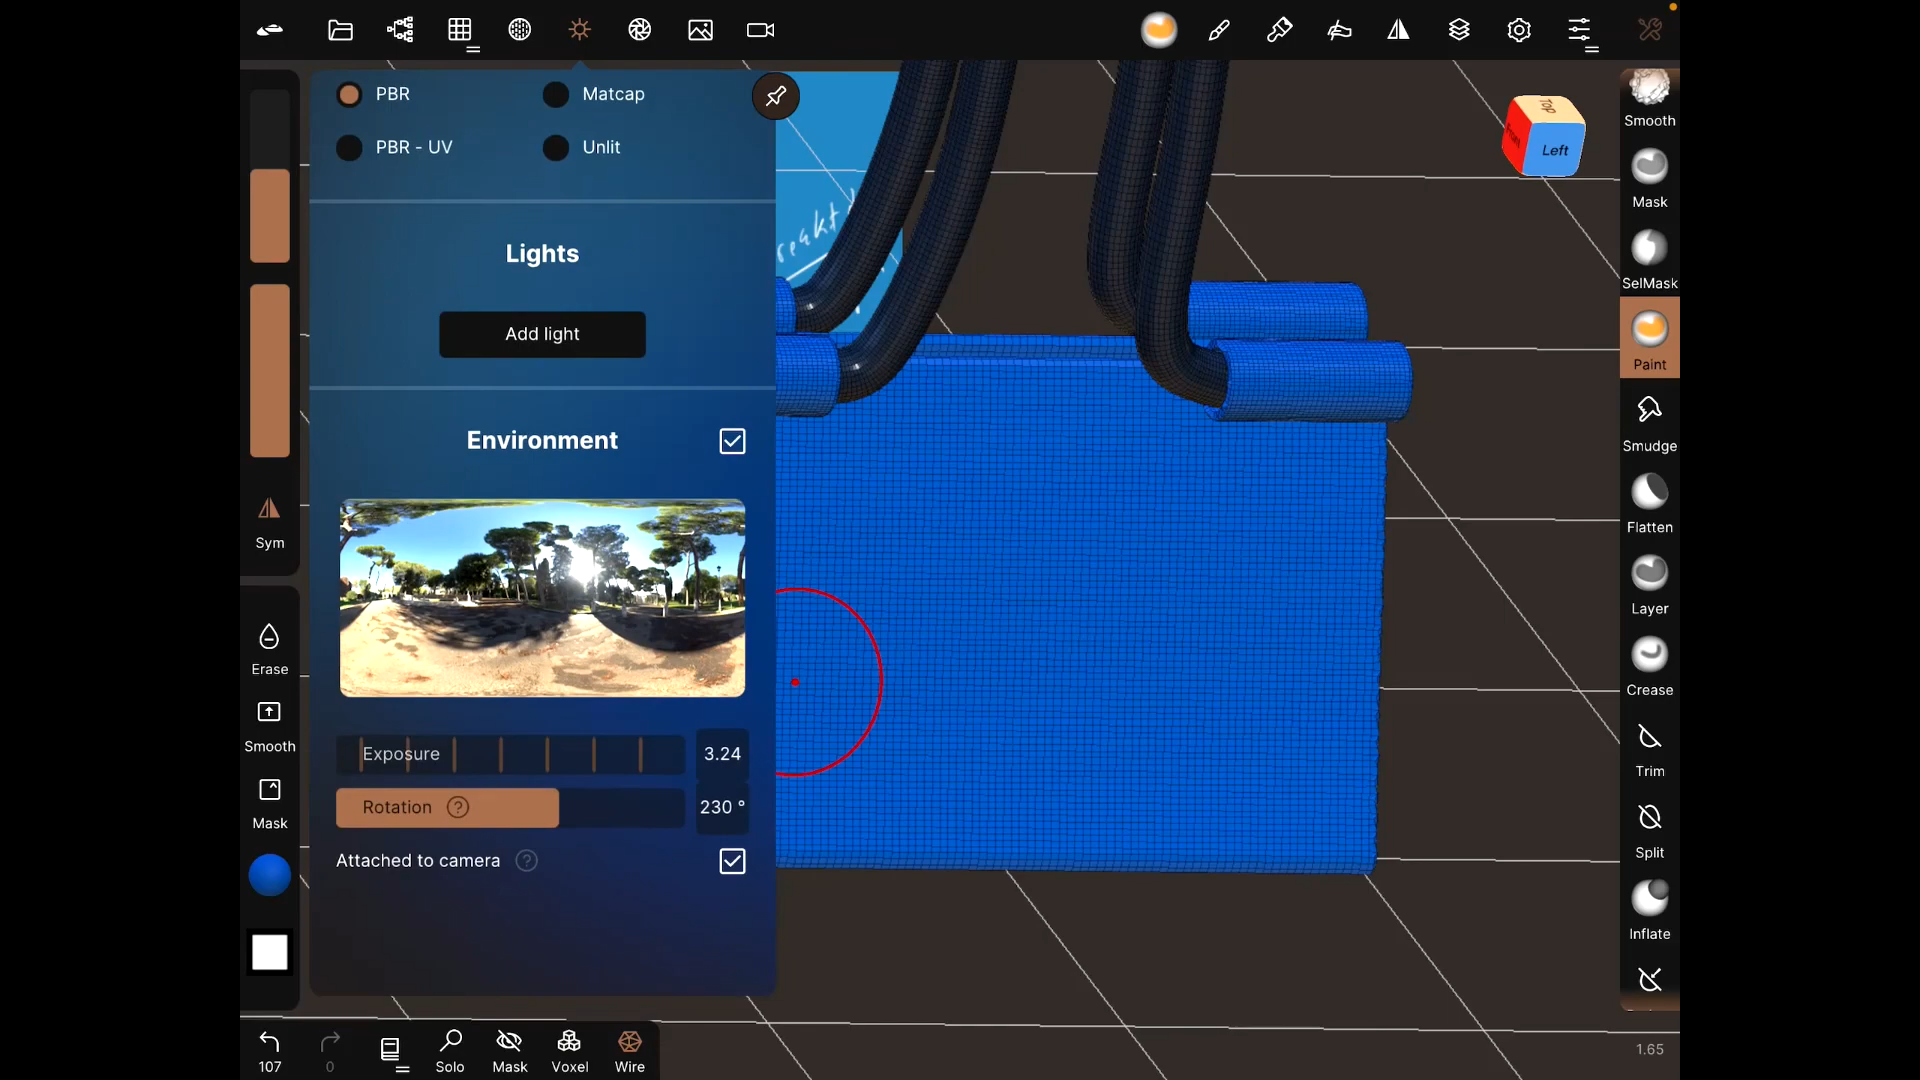 PBR
Matcap
PBR - UV
Unlit
Lights
Add light
Environment
Exposure
3.24
Rotation ?
230 °
Attached to camera ?
Sym
Erase
Smooth
Mask
107
0
Solo
Mask
Voxel
Wire
Top
Left
Smooth
Mask
SelMask
Paint
Smudge
Flatten
Layer
Crease
Trim
Split
Inflate
1.65